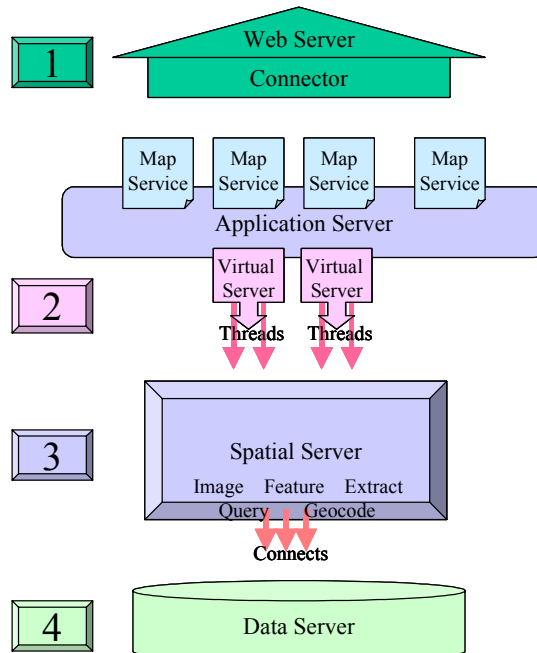 1
Web Server
Connector
Map
Service
Map
Service
Map
Service
Map
Service
Application Server
2
Virtual
Server
Virtual
Server
Threads
Threads
3
Spatial Server
Image Feature Extract
Query Geocode
Connects
4
Data Server